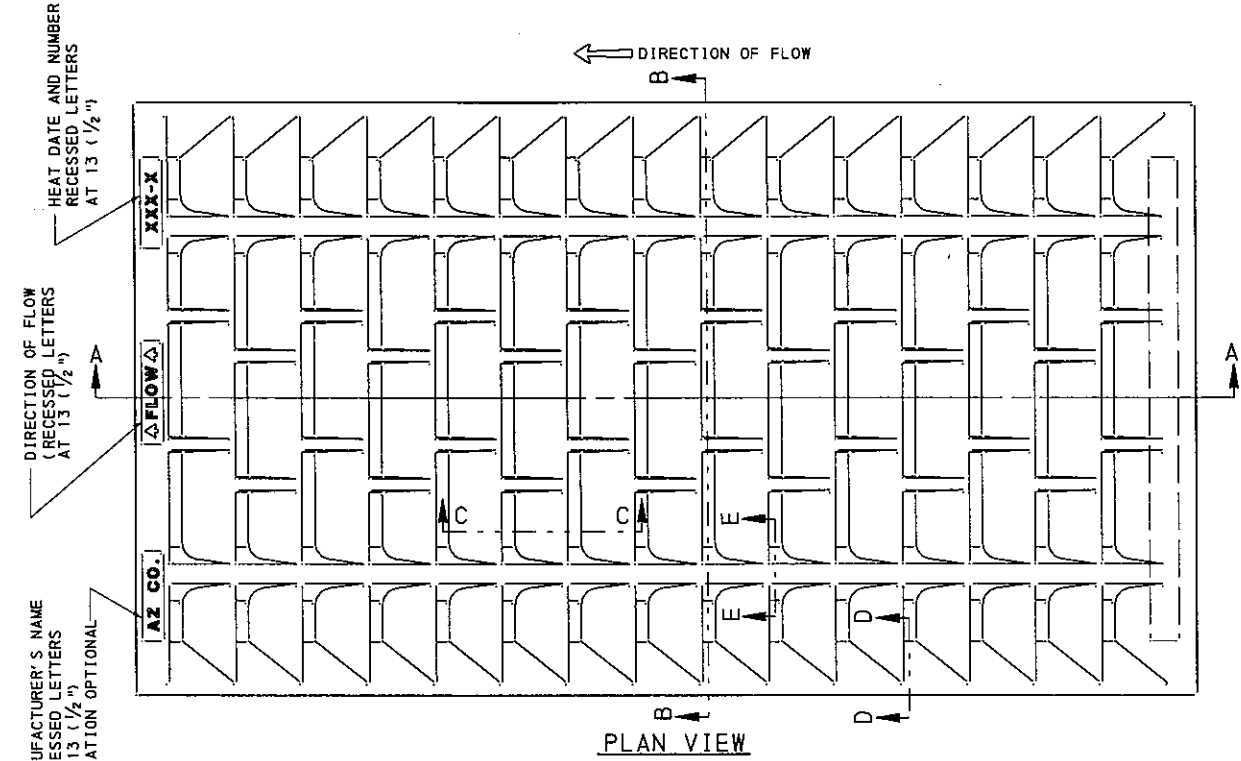 HEAT DATE AND NUMBER
RECESSED LETTERS
AT 13 (1/2")
DIRECTION OF FLOW
(RECESSED LETTERS
AT 13 (1/2")
UFACTURER'S NAME
ESSED LETTERS
13 (1/2")
ATION OPTIONAL
DIRECTION OF FLOW
XXX-X
FLOW
AZ CO.
B
A
A
C
C
E
E
D
B
D
PLAN VIEW